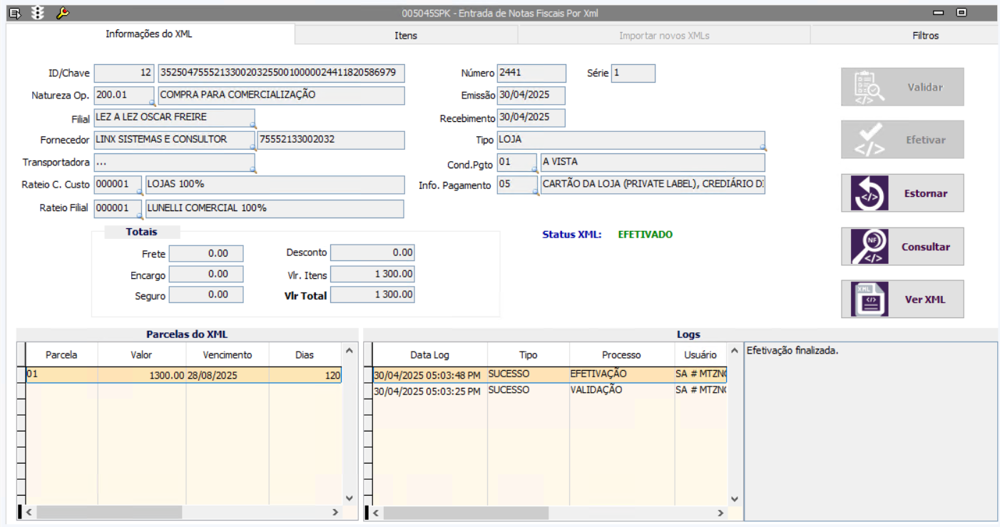 005045SPK - Entrada de Notas Fiscais Por Xml
Informações do XML Itens Importar novos XMLs Filtros
ID/Chave 12 35250475552133002032550010000024411820586979 Número 2441 Série 1
Validar
Natureza Op. 200.01 COMPRA PARA COMERCIALIZAÇÃO Emissão 30/04/2025
Filial LEZ A LEZ OSCAR FREIRE Recebimento 30/04/2025
Fornecedor LINX SISTEMAS E CONSULTOR 75552133002032 Tipo LOJA
Efetivar
Transportadora ... Cond.Pgto 01 A VISTA
Rateio C. Custo 000001 LOJAS 100% Info. Pagamento 05 CARTÃO DA LOJA (PRIVATE LABEL), CREDIÁRIO DI
Estornar
Rateio Filial 000001 LUNELLI COMERCIAL 100%
Totais
Status XML: EFETIVADO
Frete 0.00 Desconto 0.00
NF
Consultar
Encargo 0.00 Vlr. Itens 1 300.00
Seguro 0.00 Vlr Total 1 300.00
XML
Ver XML
Parcelas do XML Logs
Parcela Valor Vencimento Dias Data Log Tipo Processo Usuário Efetivação finalizada.
01 1300.00 28/08/2025 120 30/04/2025 05:03:48 PM SUCESSO EFETIVAÇÃO SA # MTZN
30/04/2025 05:03:25 PM SUCESSO VALIDAÇÃO SA # MTZN